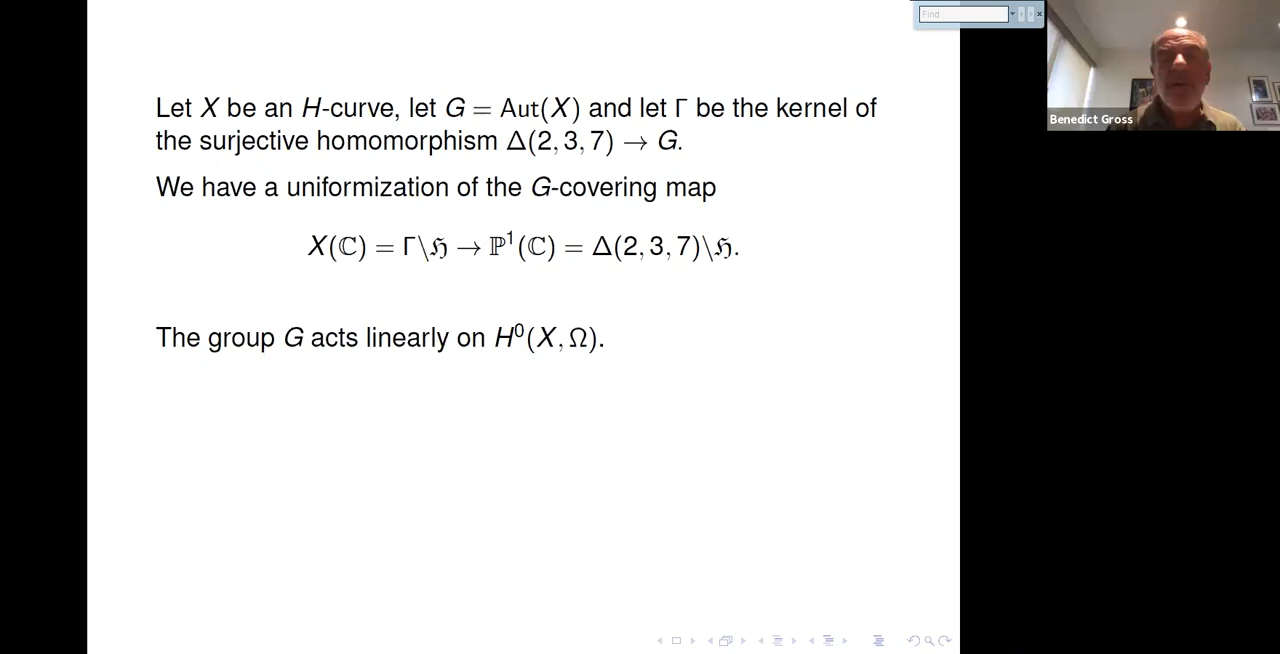 Find
Benedict Gross
Let X be an H-curve, let G = Aut(X) and let Γ be the kernel of
the surjective homomorphism Δ(2, 3, 7) → G.
We have a uniformization of the G-covering map
X(ℂ) = Γ\ℌ → ℙ¹(ℂ) = Δ(2, 3, 7)\ℌ.
The group G acts linearly on H⁰(X, Ω).